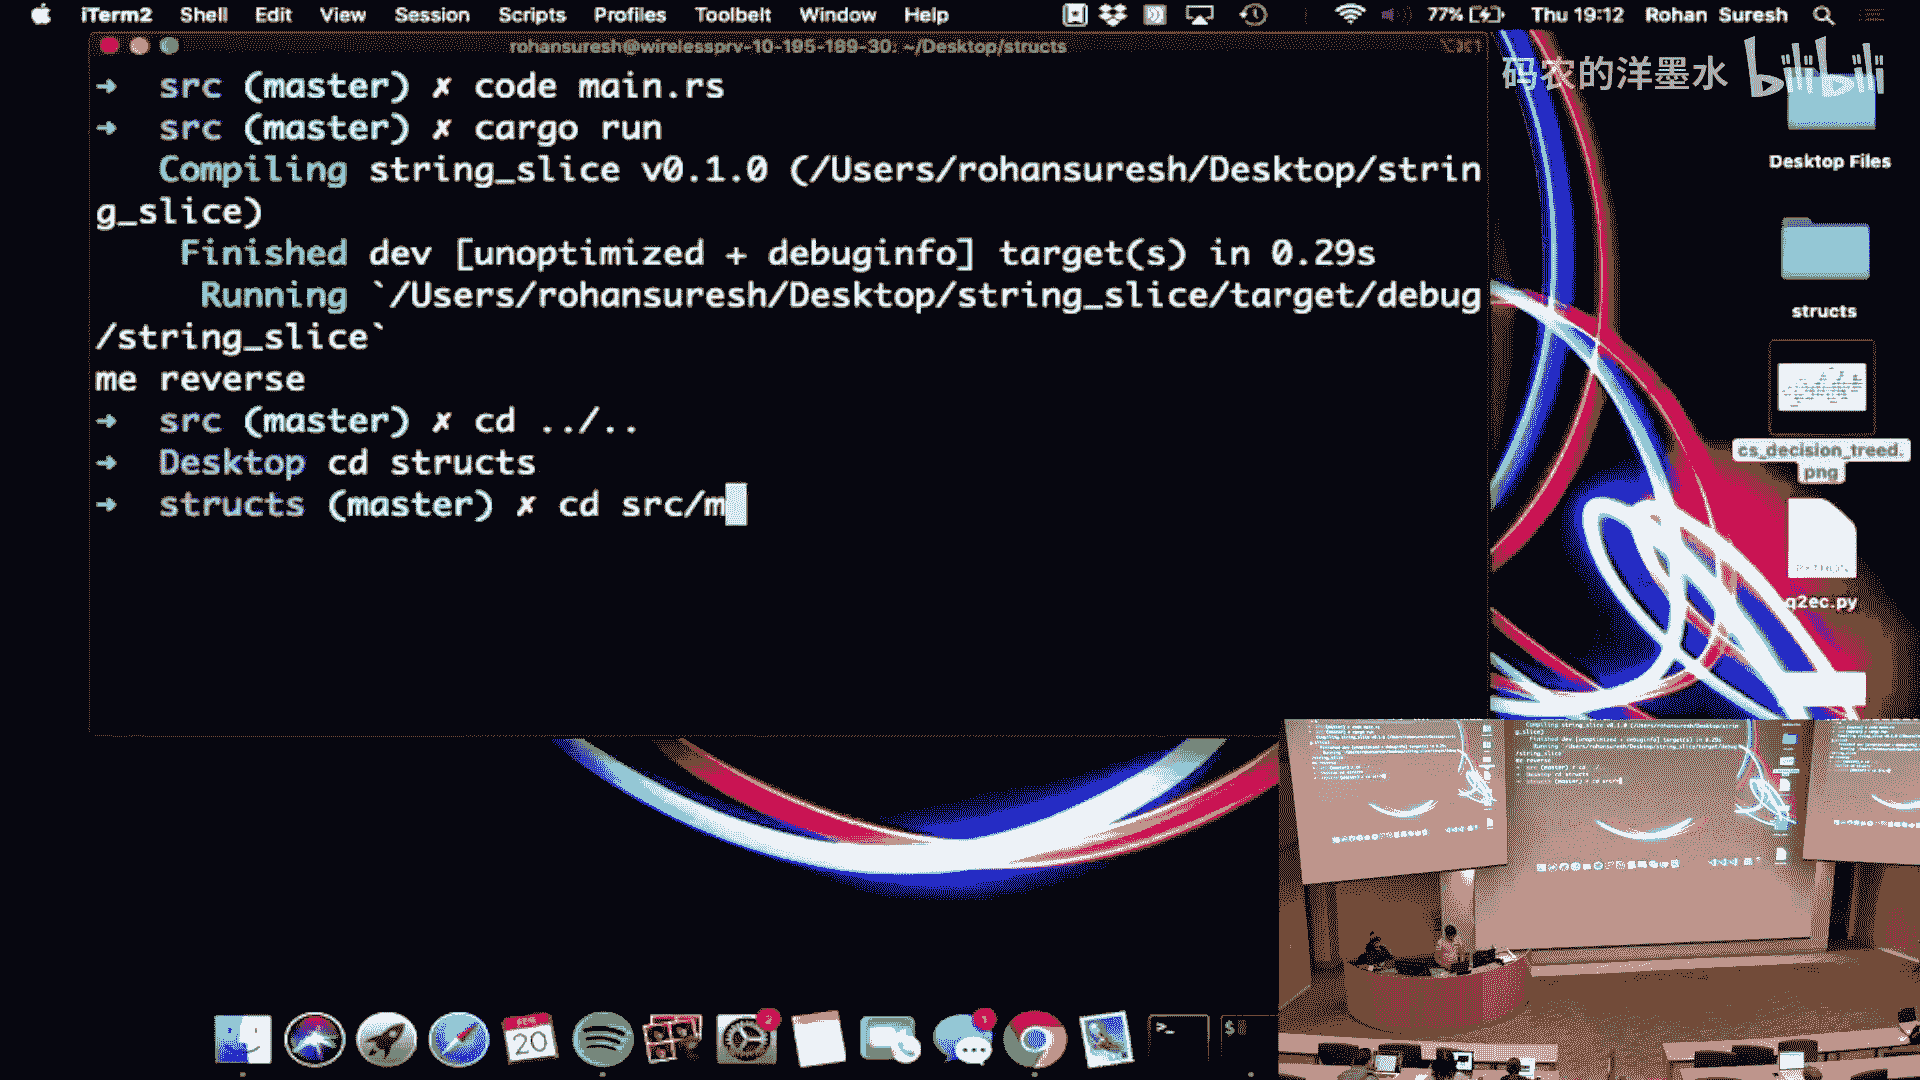 iTerm2 Shell Edit View Session Scripts Profiles Toolbelt Window Help 77% Thu 19:12 Rohan Suresh
rohansuresh@wirelessprv-10-195-189-30: ~/Desktop/structs
码农的洋墨水 bilibili
→ src (master) ✗ code main.rs
→ src (master) ✗ cargo run
Compiling string_slice v0.1.0 (/Users/rohansuresh/Desktop/strin
g_slice)
Finished dev [unoptimized + debuginfo] target(s) in 0.29s
Running `/Users/rohansuresh/Desktop/string_slice/target/debug
/string_slice`
me reverse
→ src (master) ✗ cd ../..
→ Desktop cd structs
→ structs (master) ✗ cd src/m
Desktop Files
structs
cs_decision_treed.
png
PYTHON
q2ec.py
FEB
20
2
1